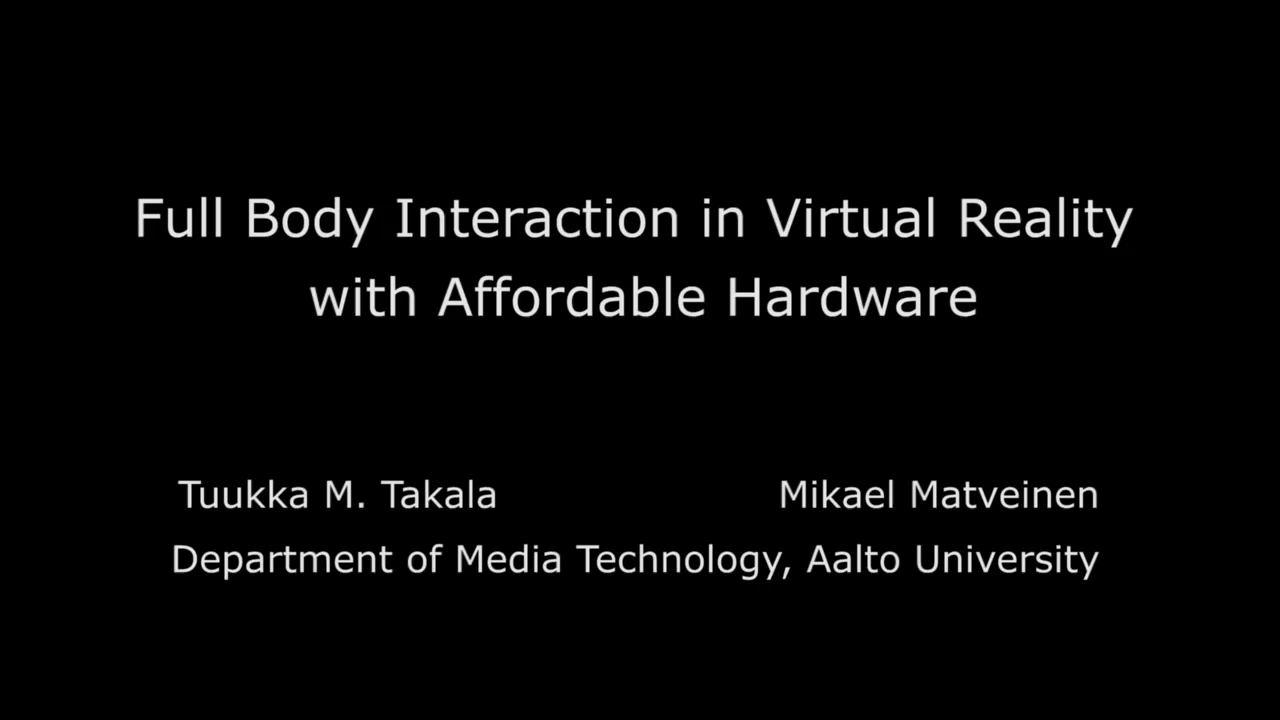 Full Body Interaction in Virtual Reality
with Affordable Hardware
Tuukka M. Takala Mikael Matveinen
Department of Media Technology, Aalto University